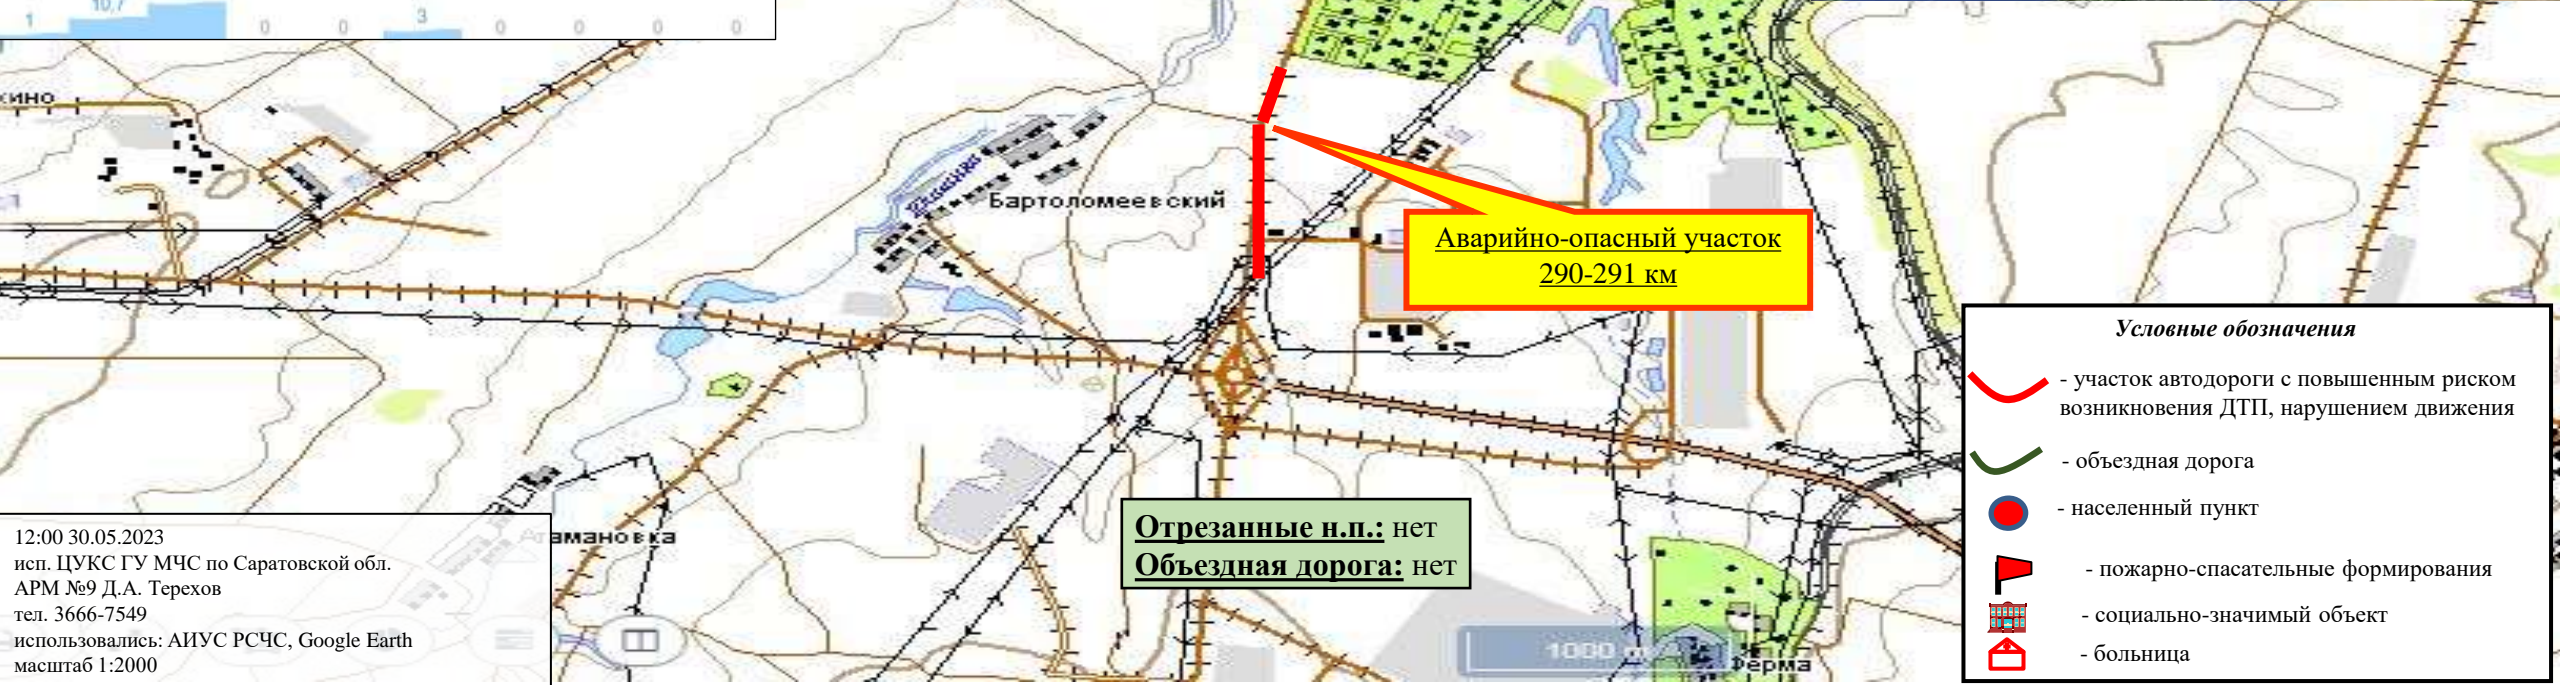 1
10,7
0
0
3
0
0
0
0
кино
Бартоломеевский
Аварийно-опасный участок
290-291 км
Условные обозначения
- участок автодороги с повышенным риском
возникновения ДТП, нарушением движения
- объездная дорога
- населенный пункт
- пожарно-спасательные формирования
- социально-значимый объект
- больница
Отрезанные н.п.: нет
Объездная дорога: нет
Атамановка
12:00 30.05.2023
исп. ЦУКС ГУ МЧС по Саратовской обл.
АРМ №9 Д.А. Терехов
тел. 3666-7549
использовались: АИУС РСЧС, Google Earth
масштаб 1:2000
1000 m
Ферма